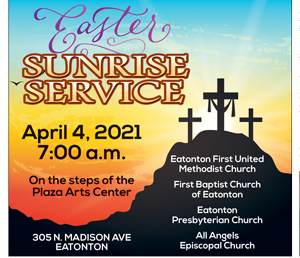 Easter
SUNRISE
SERVICE
April 4, 2021
7:00 a.m.
On the steps of the
Plaza Arts Center
305 N. MADISON AVE
EATONTON
Eatonton First United
Methodist Church
First Baptist Church
of Eatonton
Eatonton
Presbyterian Church
All Angels
Episcopal Church